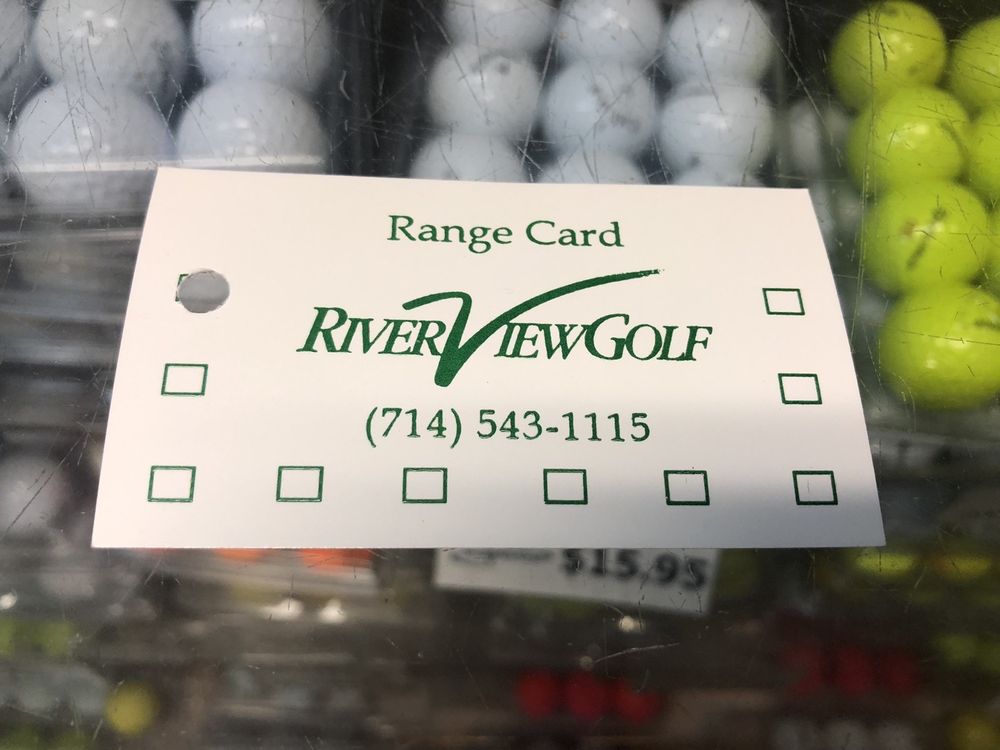 Range Card
RIVERVIEWGOLF
(714) 543-1115
$15.95